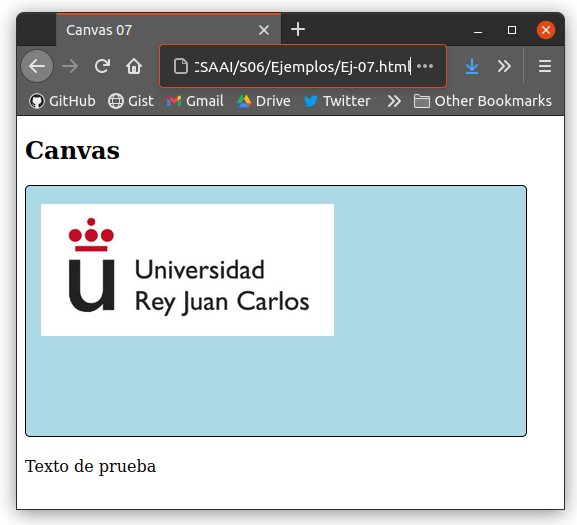 Canvas 07
CSAAI/S06/Ejemplos/Ej-07.html
GitHub Gist Gmail Drive Twitter Other Bookmarks
Canvas
u
Universidad
Rey Juan Carlos
Texto de prueba